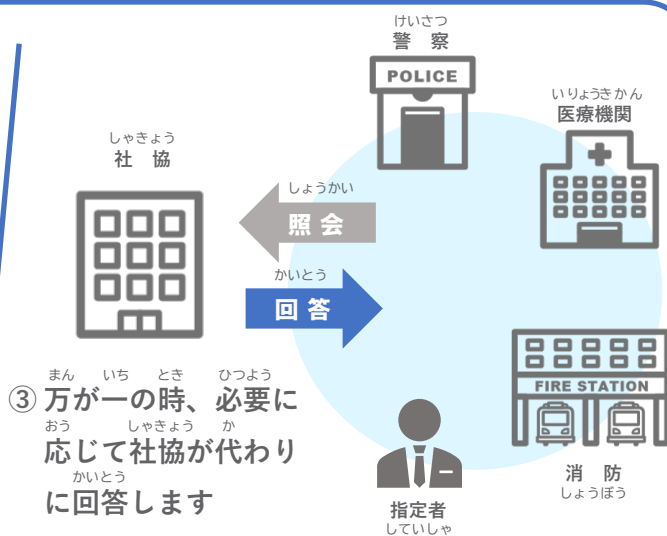 けいさつ
警 察
POLICE
いりょうきかん
医療機関
しゃきょう
社 協
しょうかい
照会
かいとう
回答
まん いち とき ひつよう
③ 万が一の時、必要に
おう しゃきょう か
応じて社協が代わり
かいとう
に回答します
FIRE STATION
消 防
しょうぼう
指定者
していしゃ